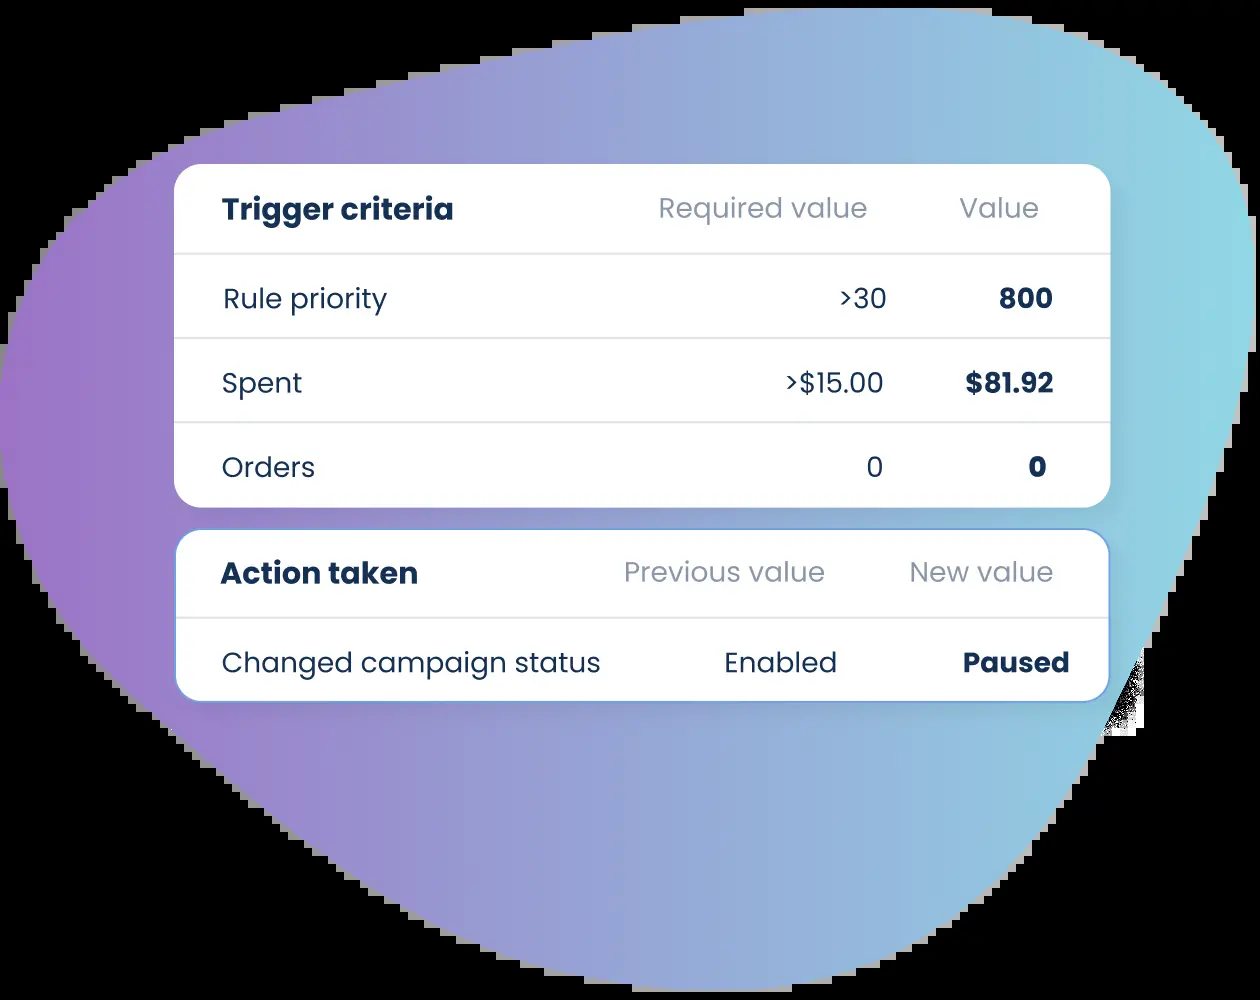 Trigger criteria Required value Value
Rule priority >30 800
Spent >$15.00 $81.92
Orders 0 0
Action taken Previous value New value
Changed campaign status Enabled Paused